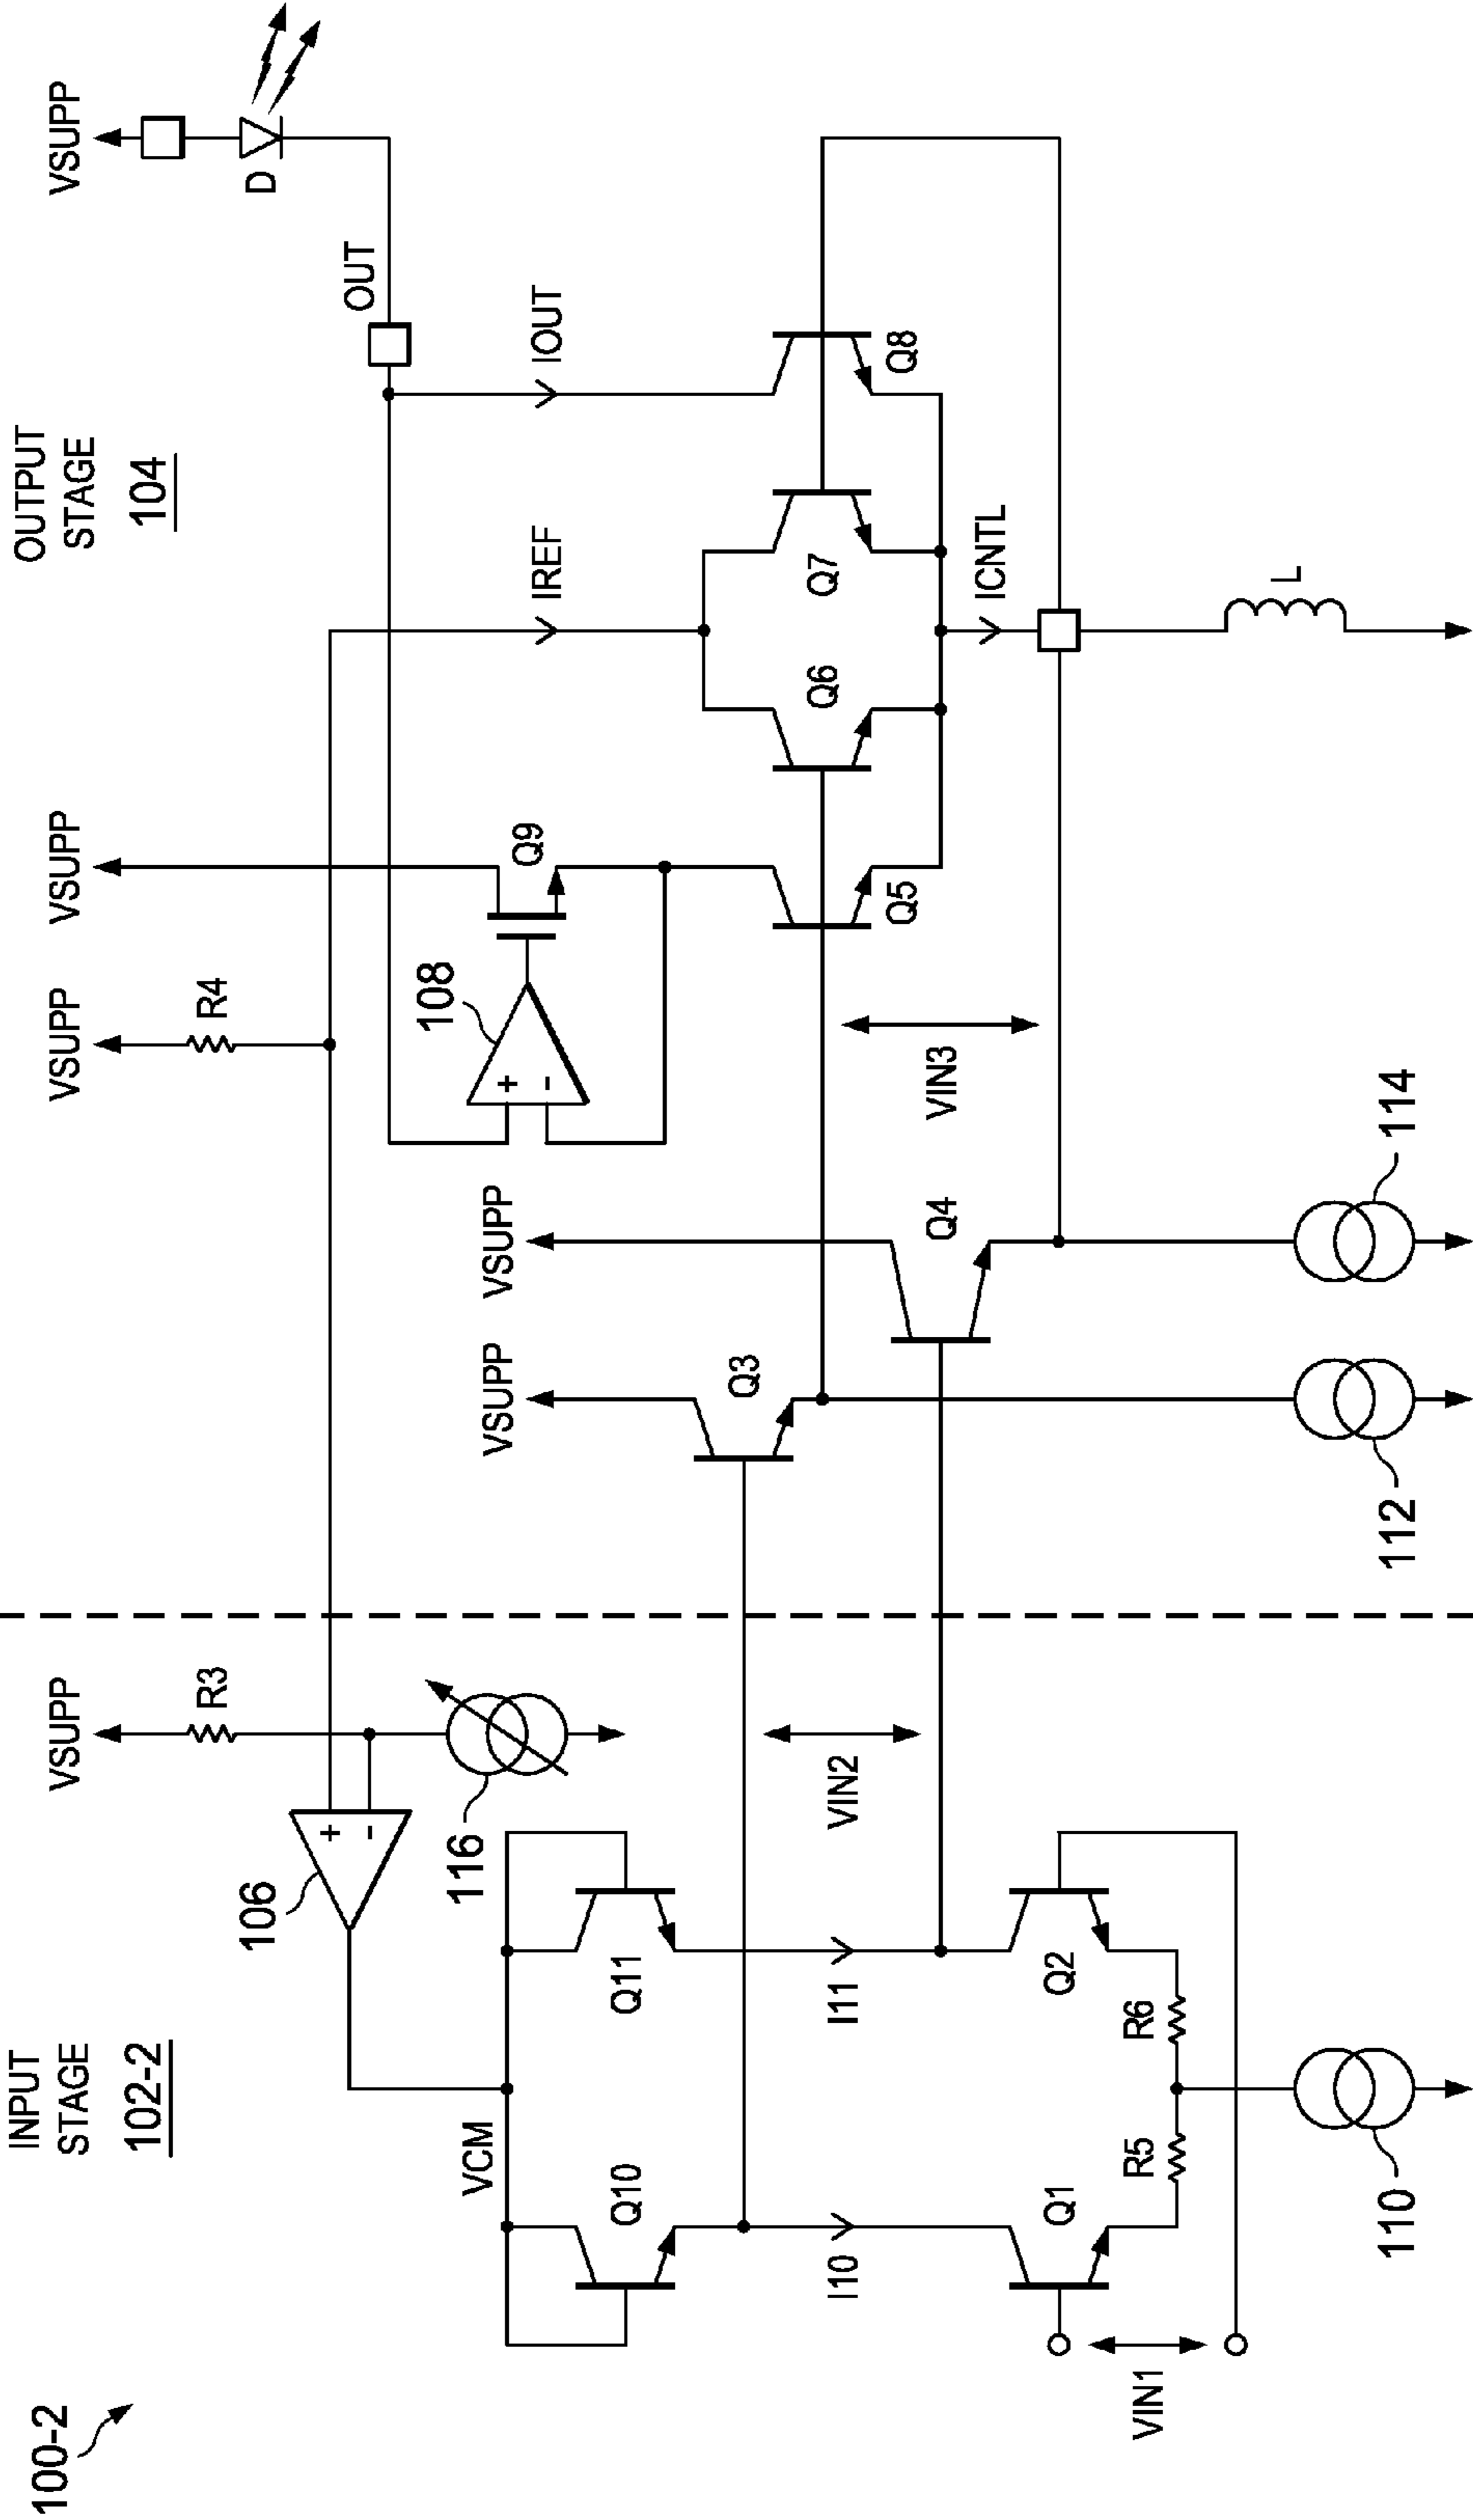 100-2
INPUT
STAGE
102-2
OUTPUT
STAGE
104
VSUPP
VSUPP
VSUPP
VSUPP
R3
R4
106
D
+
-
OUT
108
116
VCM
VSUPP
VSUPP
+
-
Q9
IREF
IOUT
Q10
Q11
Q3
I10
I11
VIN2
Q6
Q7
Q5
Q8
Q4
VIN3
ICNTL
Q1
Q2
R5
R6
VIN1
L
110
112
114